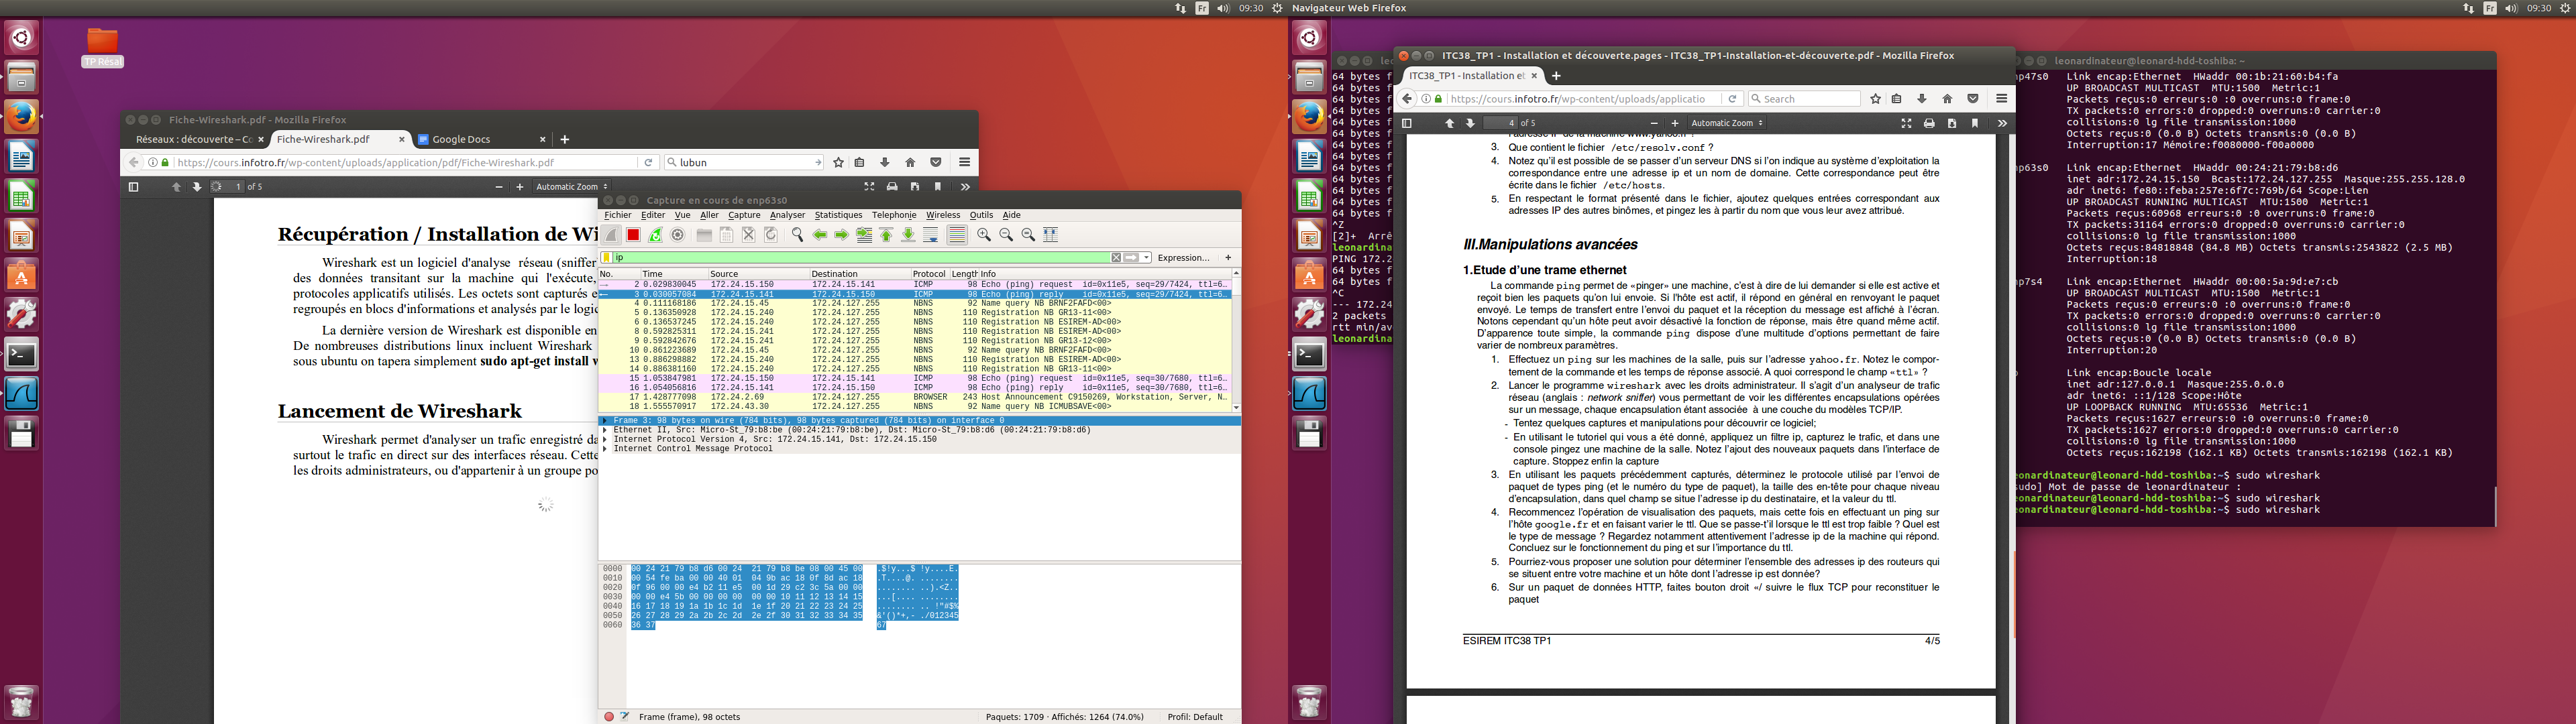 Fr
09:30
Navigateur Web Firefox
Fr
09:30
TP Résal
Fiche-Wireshark.pdf - Mozilla Firefox
Réseaux : découverte – Co
Fiche-Wireshark.pdf
Google Docs
https://cours.infotro.fr/wp-content/uploads/application/pdf/Fiche-Wireshark.pdf
lubun
1 of 5
Automatic Zoom
Récupération / Installation de Wi
Wireshark est un logiciel d'analyse réseau (sniffer
des données transitant sur la machine qui l'exécute,
protocoles applicatifs utilisés. Les octets sont capturés e
regroupés en blocs d'informations et analysés par le logic
La dernière version de Wireshark est disponible en
De nombreuses distributions linux incluent Wireshark
sous ubuntu on tapera simplement sudo apt-get install w
Lancement de Wireshark
Wireshark permet d'analyser un trafic enregistré da
surtout le trafic en direct sur des interfaces réseau. Cette
les droits administrateurs, ou d'appartenir à un groupe po
Capture en cours de enp63s0
Fichier Editer Vue Aller Capture Analyser Statistiques Telephonie Wireless Outils Aide
ip
Expression...
No. Time Source Destination Protocol Length Info
2 0.029830045 172.24.15.150 172.24.15.141 ICMP 98 Echo (ping) request id=0x11e5, seq=29/7424, ttl=6...
3 0.030057084 172.24.15.141 172.24.15.150 ICMP 98 Echo (ping) reply id=0x11e5, seq=29/7424, ttl=6...
4 0.111168186 172.24.15.45 172.24.127.255 NBNS 92 Name query NB BRNF2FAFD<00>
5 0.136350928 172.24.15.240 172.24.127.255 NBNS 110 Registration NB GR13-11<00>
6 0.136537245 172.24.15.240 172.24.127.255 NBNS 110 Registration NB ESIREM-AD<00>
8 0.592825311 172.24.15.241 172.24.127.255 NBNS 110 Registration NB ESIREM-AD<00>
9 0.592842676 172.24.15.241 172.24.127.255 NBNS 110 Registration NB GR13-12<00>
10 0.861223689 172.24.15.45 172.24.127.255 NBNS 92 Name query NB BRNF2FAFD<00>
13 0.886298882 172.24.15.240 172.24.127.255 NBNS 110 Registration NB ESIREM-AD<00>
14 0.886381160 172.24.15.240 172.24.127.255 NBNS 110 Registration NB GR13-11<00>
15 1.053847981 172.24.15.150 172.24.15.141 ICMP 98 Echo (ping) request id=0x11e5, seq=30/7680, ttl=6...
16 1.054056816 172.24.15.141 172.24.15.150 ICMP 98 Echo (ping) reply id=0x11e5, seq=30/7680, ttl=6...
17 1.428777098 172.24.2.69 172.24.127.255 BROWSER 243 Host Announcement C9150269, Workstation, Server, N...
18 1.555570917 172.24.43.30 172.24.127.255 NBNS 92 Name query NB ICMUBSAVE<00>
Frame 3: 98 bytes on wire (784 bits), 98 bytes captured (784 bits) on interface 0
Ethernet II, Src: Micro-St_79:b8:be (00:24:21:79:b8:be), Dst: Micro-St_79:b8:d6 (00:24:21:79:b8:d6)
Internet Protocol Version 4, Src: 172.24.15.141, Dst: 172.24.15.150
Internet Control Message Protocol
0000 00 24 21 79 b8 d6 00 24 21 79 b8 be 08 00 45 00 .$!y...$ !y....E.
0010 00 54 fe ba 00 00 40 01 04 9b ac 18 0f 8d ac 18 .T....@. ........
0020 0f 96 00 00 e4 b2 11 e5 00 1d 29 c2 3c 5a 00 00 ........ ..).<Z..
0030 00 00 e4 5b 00 00 00 00 00 00 10 11 12 13 14 15 ...[.... ........
0040 16 17 18 19 1a 1b 1c 1d 1e 1f 20 21 22 23 24 25 ........ .. !"#$%
0050 26 27 28 29 2a 2b 2c 2d 2e 2f 30 31 32 33 34 35 &'()*+,- ./012345
0060 36 37 67
Frame (frame), 98 octets
Paquets: 1709 · Affichés: 1264 (74.0%)
Profil: Default
64 bytes f
64 bytes f
64 bytes f
64 bytes f
64 bytes f
64 bytes f
64 bytes f
64 bytes f
64 bytes f
64 bytes f
64 bytes f
64 bytes f
64 bytes f
^Z
[2]+ Arrê
leonardina
PING 172.2
64 bytes f
64 bytes f
^C
--- 172.24
2 packets
rtt min/av
leonardina
ITC38_TP1 - Installation et découverte.pages - ITC38_TP1-Installation-et-découverte.pdf - Mozilla Firefox
ITC38_TP1 - Installation et
https://cours.infotro.fr/wp-content/uploads/applicatio
Search
4 of 5
Automatic Zoom
l'adresse IP de la machine www.yahoo.fr ?
3. Que contient le fichier /etc/resolv.conf ?
4. Notez qu'il est possible de se passer d'un serveur DNS si l'on indique au système d'exploitation la
correspondance entre une adresse ip et un nom de domaine. Cette correspondance peut être
écrite dans le fichier /etc/hosts.
5. En respectant le format présenté dans le fichier, ajoutez quelques entrées correspondant aux
adresses IP des autres binômes, et pingez les à partir du nom que vous leur avez attribué.
III.Manipulations avancées
1.Etude d'une trame ethernet
La commande ping permet de «pinger» une machine, c'est à dire de lui demander si elle est active et
reçoit bien les paquets qu'on lui envoie. Si l'hôte est actif, il répond en général en renvoyant le paquet
envoyé. Le temps de transfert entre l'envoi du paquet et la réception du message est affiché à l'écran.
Notons cependant qu'un hôte peut avoir désactivé la fonction de réponse, mais être quand même actif.
D'apparence toute simple, la commande ping dispose d'une multitude d'options permettant de faire
varier de nombreux paramètres.
1. Effectuez un ping sur les machines de la salle, puis sur l'adresse yahoo.fr. Notez le compor-
tement de la commande et les temps de réponse associé. A quoi correspond le champ «ttl» ?
2. Lancer le programme wireshark avec les droits administrateur. Il s'agit d'un analyseur de trafic
réseau (anglais : network sniffer) vous permettant de voir les différentes encapsulations opérées
sur un message, chaque encapsulation étant associée à une couche du modèles TCP/IP.
- Tentez quelques captures et manipulations pour découvrir ce logiciel;
- En utilisant le tutoriel qui vous a été donné, appliquez un filtre ip, capturez le trafic, et dans une
console pingez une machine de la salle. Notez l'ajout des nouveaux paquets dans l'interface de
capture. Stoppez enfin la capture
3. En utilisant les paquets précédemment capturés, déterminez le protocole utilisé par l'envoi de
paquet de types ping (et le numéro du type de paquet), la taille des en-tête pour chaque niveau
d'encapsulation, dans quel champ se situe l'adresse ip du destinataire, et la valeur du ttl.
4. Recommencez l'opération de visualisation des paquets, mais cette fois en effectuant un ping sur
l'hôte google.fr et en faisant varier le ttl. Que se passe-t'il lorsque le ttl est trop faible ? Quel est
le type de message ? Regardez notamment attentivement l'adresse ip de la machine qui répond.
Concluez sur le fonctionnement du ping et sur l'importance du ttl.
5. Pourriez-vous proposer une solution pour déterminer l'ensemble des adresses ip des routeurs qui
se situent entre votre machine et un hôte dont l'adresse ip est donnée?
6. Sur un paquet de données HTTP, faites bouton droit «/ suivre le flux TCP pour reconstituer le
paquet
ESIREM ITC38 TP1
4/5
leonardinateur@leonard-hdd-toshiba: ~
np47s0 Link encap:Ethernet HWaddr 00:1b:21:60:b4:fa
UP BROADCAST MULTICAST MTU:1500 Metric:1
Packets reçus:0 erreurs:0 :0 overruns:0 frame:0
TX packets:0 errors:0 dropped:0 overruns:0 carrier:0
collisions:0 lg file transmission:1000
Octets reçus:0 (0.0 B) Octets transmis:0 (0.0 B)
Interruption:17 Mémoire:f0080000-f00a0000
np63s0 Link encap:Ethernet HWaddr 00:24:21:79:b8:d6
inet adr:172.24.15.150 Bcast:172.24.127.255 Masque:255.255.128.0
adr inet6: fe80::feba:257e:6f7c:769b/64 Scope:Lien
UP BROADCAST RUNNING MULTICAST MTU:1500 Metric:1
Packets reçus:60968 erreurs:0 :0 overruns:0 frame:0
TX packets:31164 errors:0 dropped:0 overruns:0 carrier:0
collisions:0 lg file transmission:1000
Octets reçus:84818848 (84.8 MB) Octets transmis:2543822 (2.5 MB)
Interruption:18
np7s4 Link encap:Ethernet HWaddr 00:00:5a:9d:e7:cb
UP BROADCAST MULTICAST MTU:1500 Metric:1
Packets reçus:0 erreurs:0 :0 overruns:0 frame:0
TX packets:0 errors:0 dropped:0 overruns:0 carrier:0
collisions:0 lg file transmission:1000
Octets reçus:0 (0.0 B) Octets transmis:0 (0.0 B)
Interruption:20
Link encap:Boucle locale
inet adr:127.0.0.1 Masque:255.0.0.0
adr inet6: ::1/128 Scope:Hôte
UP LOOPBACK RUNNING MTU:65536 Metric:1
Packets reçus:1627 erreurs:0 :0 overruns:0 frame:0
TX packets:1627 errors:0 dropped:0 overruns:0 carrier:0
collisions:0 lg file transmission:1000
Octets reçus:162198 (162.1 KB) Octets transmis:162198 (162.1 KB)
eonardinateur@leonard-hdd-toshiba:~$ sudo wireshark
sudo] Mot de passe de leonardinateur :
eonardinateur@leonard-hdd-toshiba:~$ sudo wireshark
eonardinateur@leonard-hdd-toshiba:~$ sudo wireshark